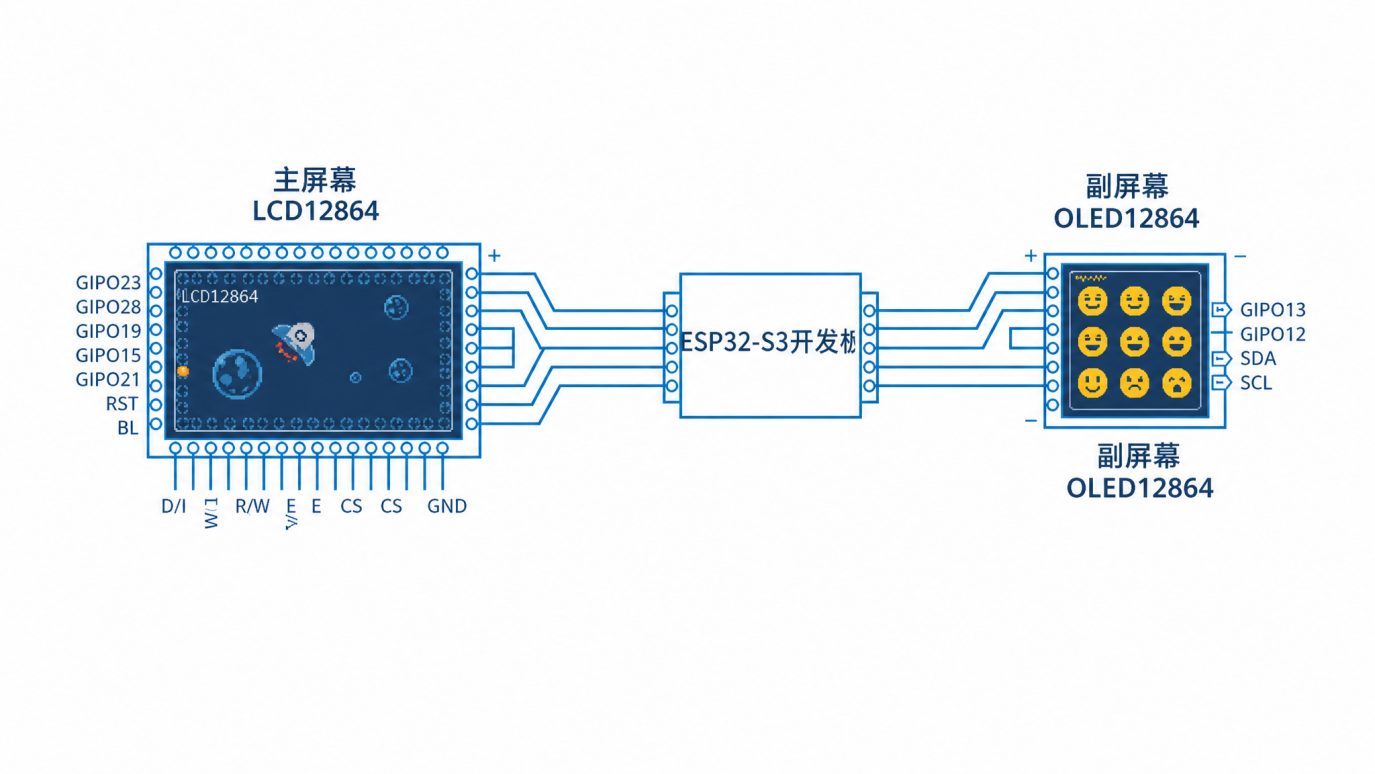 主屏幕
LCD12864
GIPO23
GIPO28
GIPO19
GIPO15
GIPO21
RST
BL
+
LCD12864
D/I
R/W
E
CS
CS
GND
ESP32-S3开发板
副屏幕
OLED12864
+
−
−
GIPO13
GIPO12
SDA
SCL
副屏幕
OLED12864